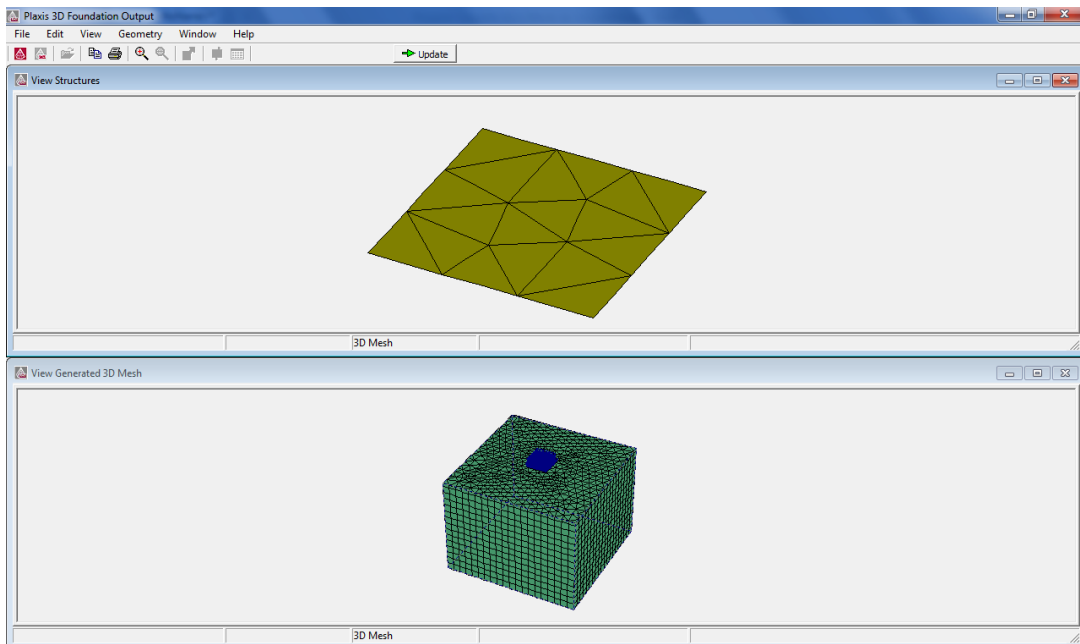 Plaxis 3D Foundation Output
File Edit View Geometry Window Help
Update
View Structures
3D Mesh
View Generated 3D Mesh
3D Mesh